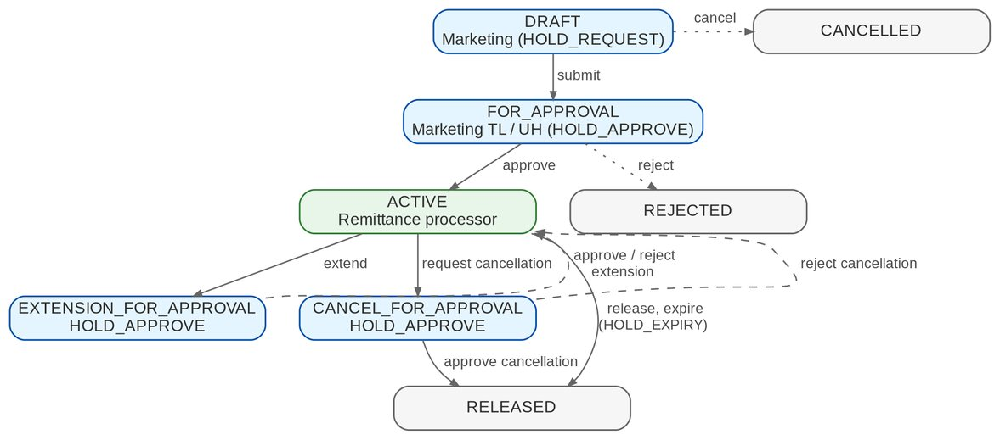 DRAFT
Marketing (HOLD_REQUEST)
cancel
CANCELLED
submit
FOR_APPROVAL
Marketing TL / UH (HOLD_APPROVE)
approve
reject
ACTIVE
Remittance processor
REJECTED
extend
request cancellation
approve / reject
extension
reject cancellation
EXTENSION_FOR_APPROVAL
HOLD_APPROVE
CANCEL_FOR_APPROVAL
HOLD_APPROVE
release, expire
(HOLD_EXPIRY)
approve cancellation
RELEASED